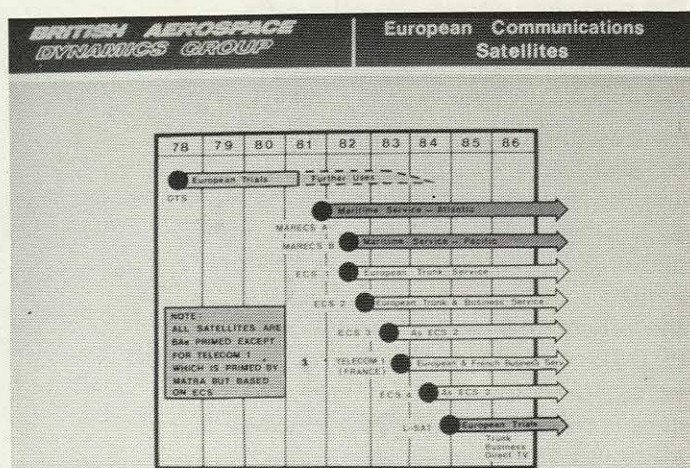 BRITISH AEROSPACE
DYNAMICS GROUP
European Communications
Satellites
78 79 80 81 82 83 84 85 86
European Trials
Further Uses
OTS
Maritime Service – Atlantic
MARECS A
Maritime Service – Pacific
MARECS B
European Trunk Service
ECS 1
European Trunk & Business Service
ECS 2
As ECS 2
ECS 3
TELECOM 1
(FRANCE)
European & French Business Serv
As ECS 2
ECS 4
European Trials
L-SAT
Trunk
Business
Direct TV
NOTE:
ALL SATELLITES ARE
BAe PRIMED EXCEPT
FOR TELECOM 1
WHICH IS PRIMED BY
MATRA BUT BASED
ON ECS